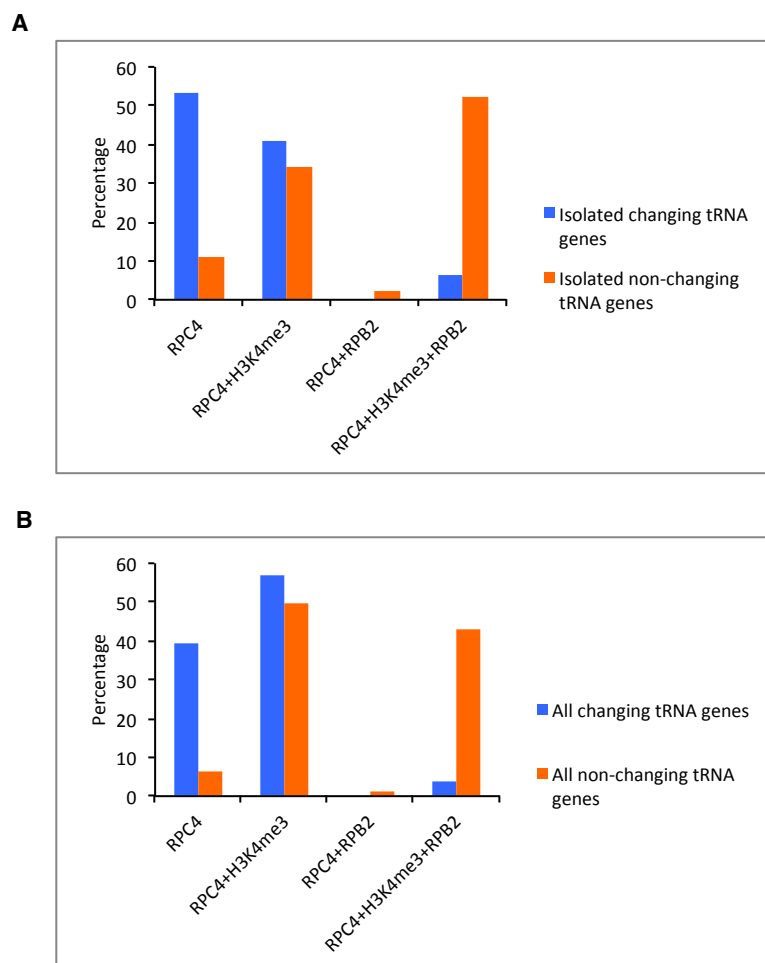 A
60
50
40
30
20
10
0
Percentage
RPC4
RPC4+H3K4me3
RPC4+RPB2
RPC4+H3K4me3+RPB2
Isolated changing tRNA
genes
Isolated non-changing
tRNA genes
B
60
50
40
30
20
10
0
Percentage
RPC4
RPC4+H3K4me3
RPC4+RPB2
RPC4+H3K4me3+RPB2
All changing tRNA genes
All non-changing tRNA
genes